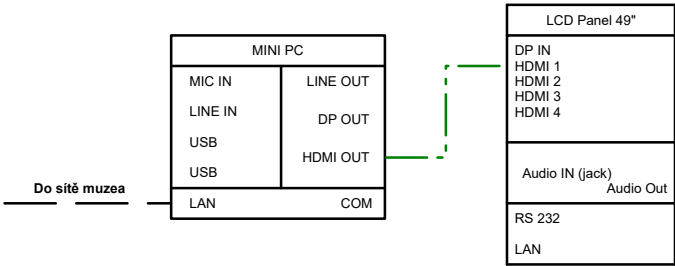 LCD Panel 49"
MINI PC
DP IN
HDMI 1
HDMI 2
HDMI 3
HDMI 4
MIC IN
LINE OUT
LINE IN
DP OUT
USB
HDMI OUT
USB
Audio IN (jack)
Audio Out
Do sítě muzea
LAN
COM
RS 232
LAN